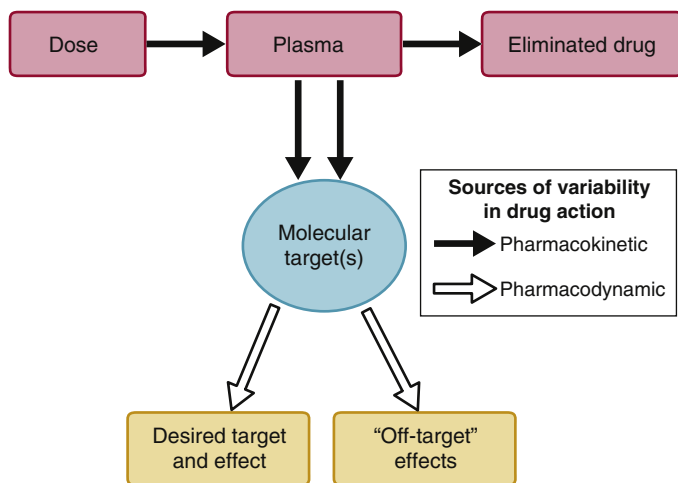 Dose
Plasma
Eliminated drug
Molecular
target(s)
Sources of variability
in drug action
Pharmacokinetic
Pharmacodynamic
Desired target
and effect
“Off-target”
effects